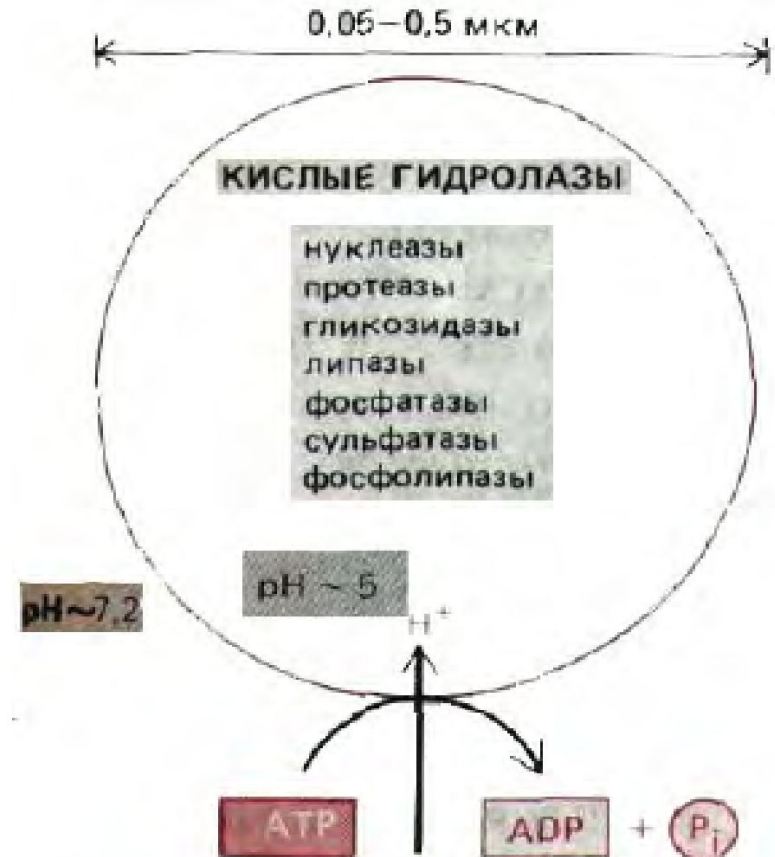 0,05–0,5 мкм
КИСЛЫЕ ГИДРОЛАЗЫ
нуклеазы
протеазы
гликозидазы
липазы
фосфатазы
сульфатазы
фосфолипазы
pH ~ 5
pH~7,2
H⁺
ATP
ADP + Pi